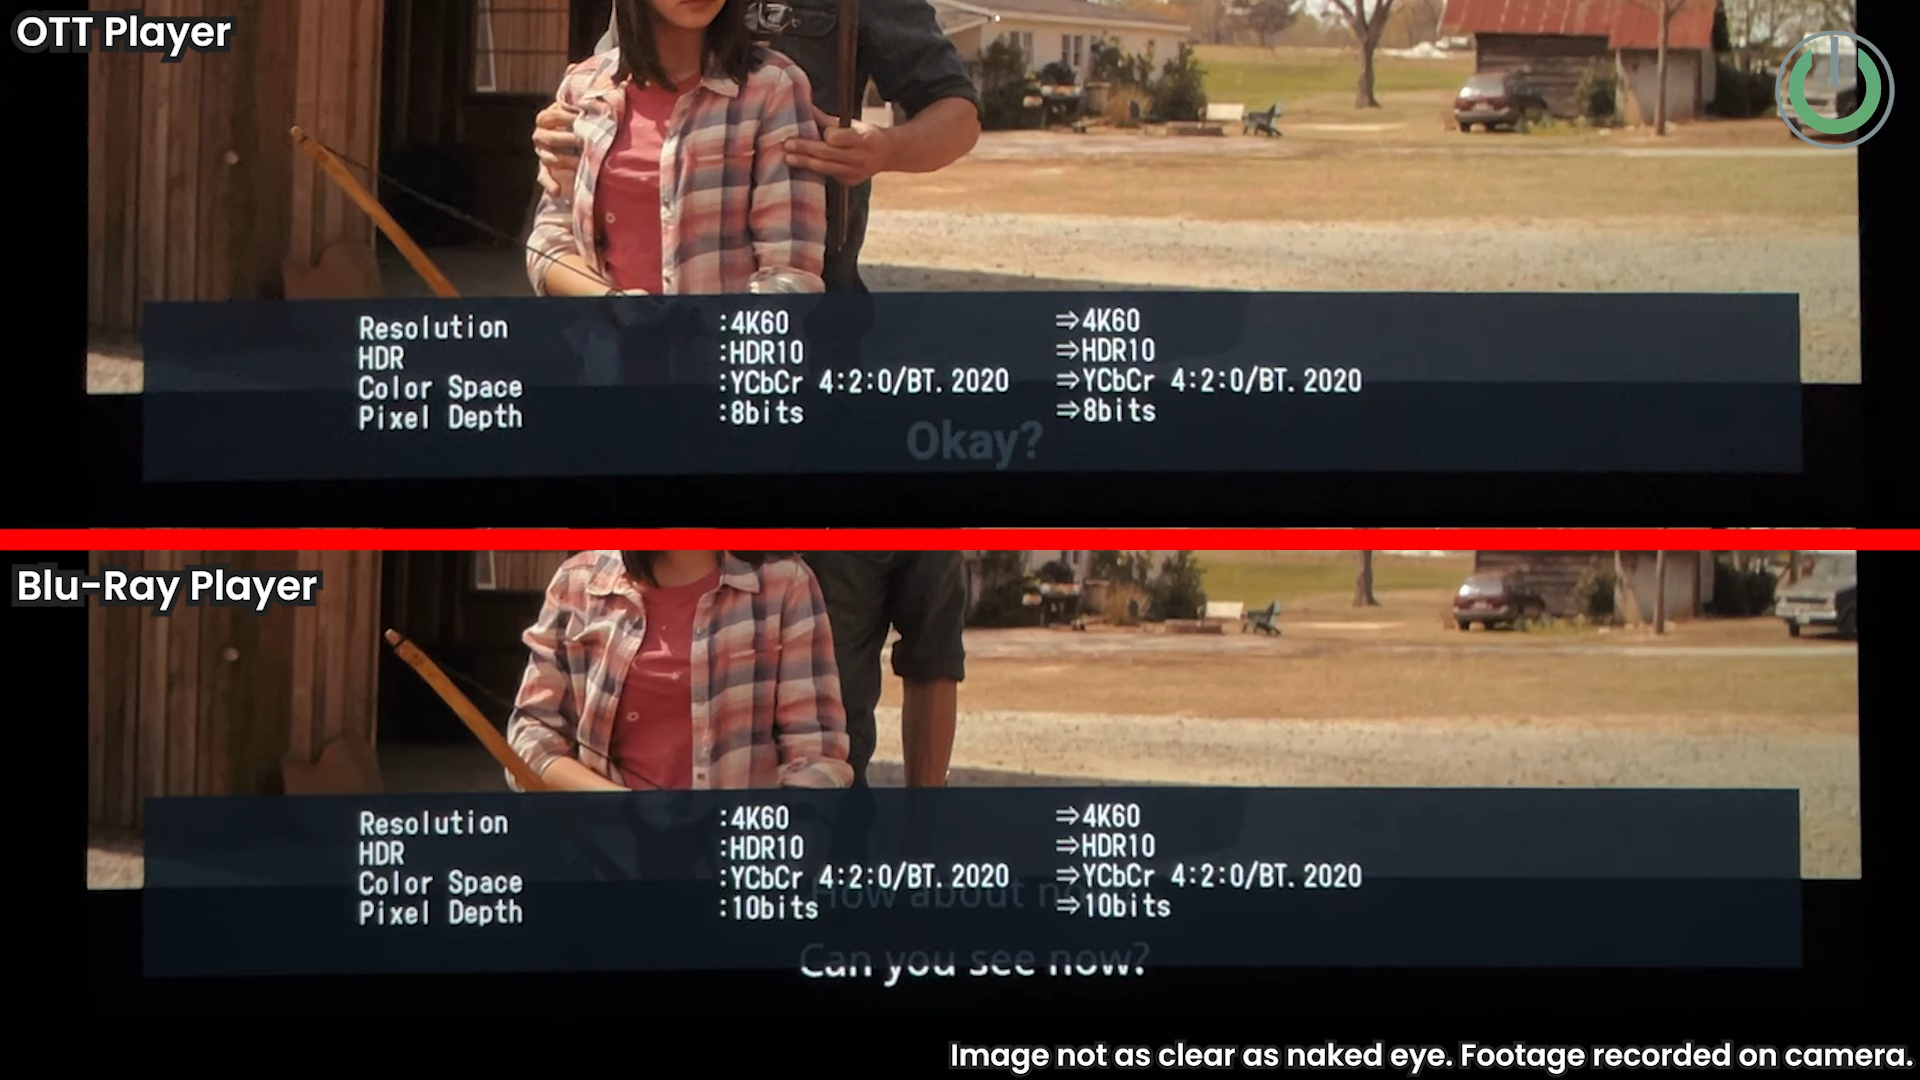 OTT Player
Resolution :4K60 ⇒4K60
HDR :HDR10 ⇒HDR10
Color Space :YCbCr 4:2:0/BT.2020 ⇒YCbCr 4:2:0/BT.2020
Pixel Depth :8bits ⇒8bits
Okay?
Blu-Ray Player
Resolution :4K60 ⇒4K60
HDR :HDR10 ⇒HDR10
Color Space :YCbCr 4:2:0/BT.2020 ⇒YCbCr 4:2:0/BT.2020
How about
Pixel Depth :10bits ⇒10bits
Can you see now?
Image not as clear as naked eye. Footage recorded on camera.